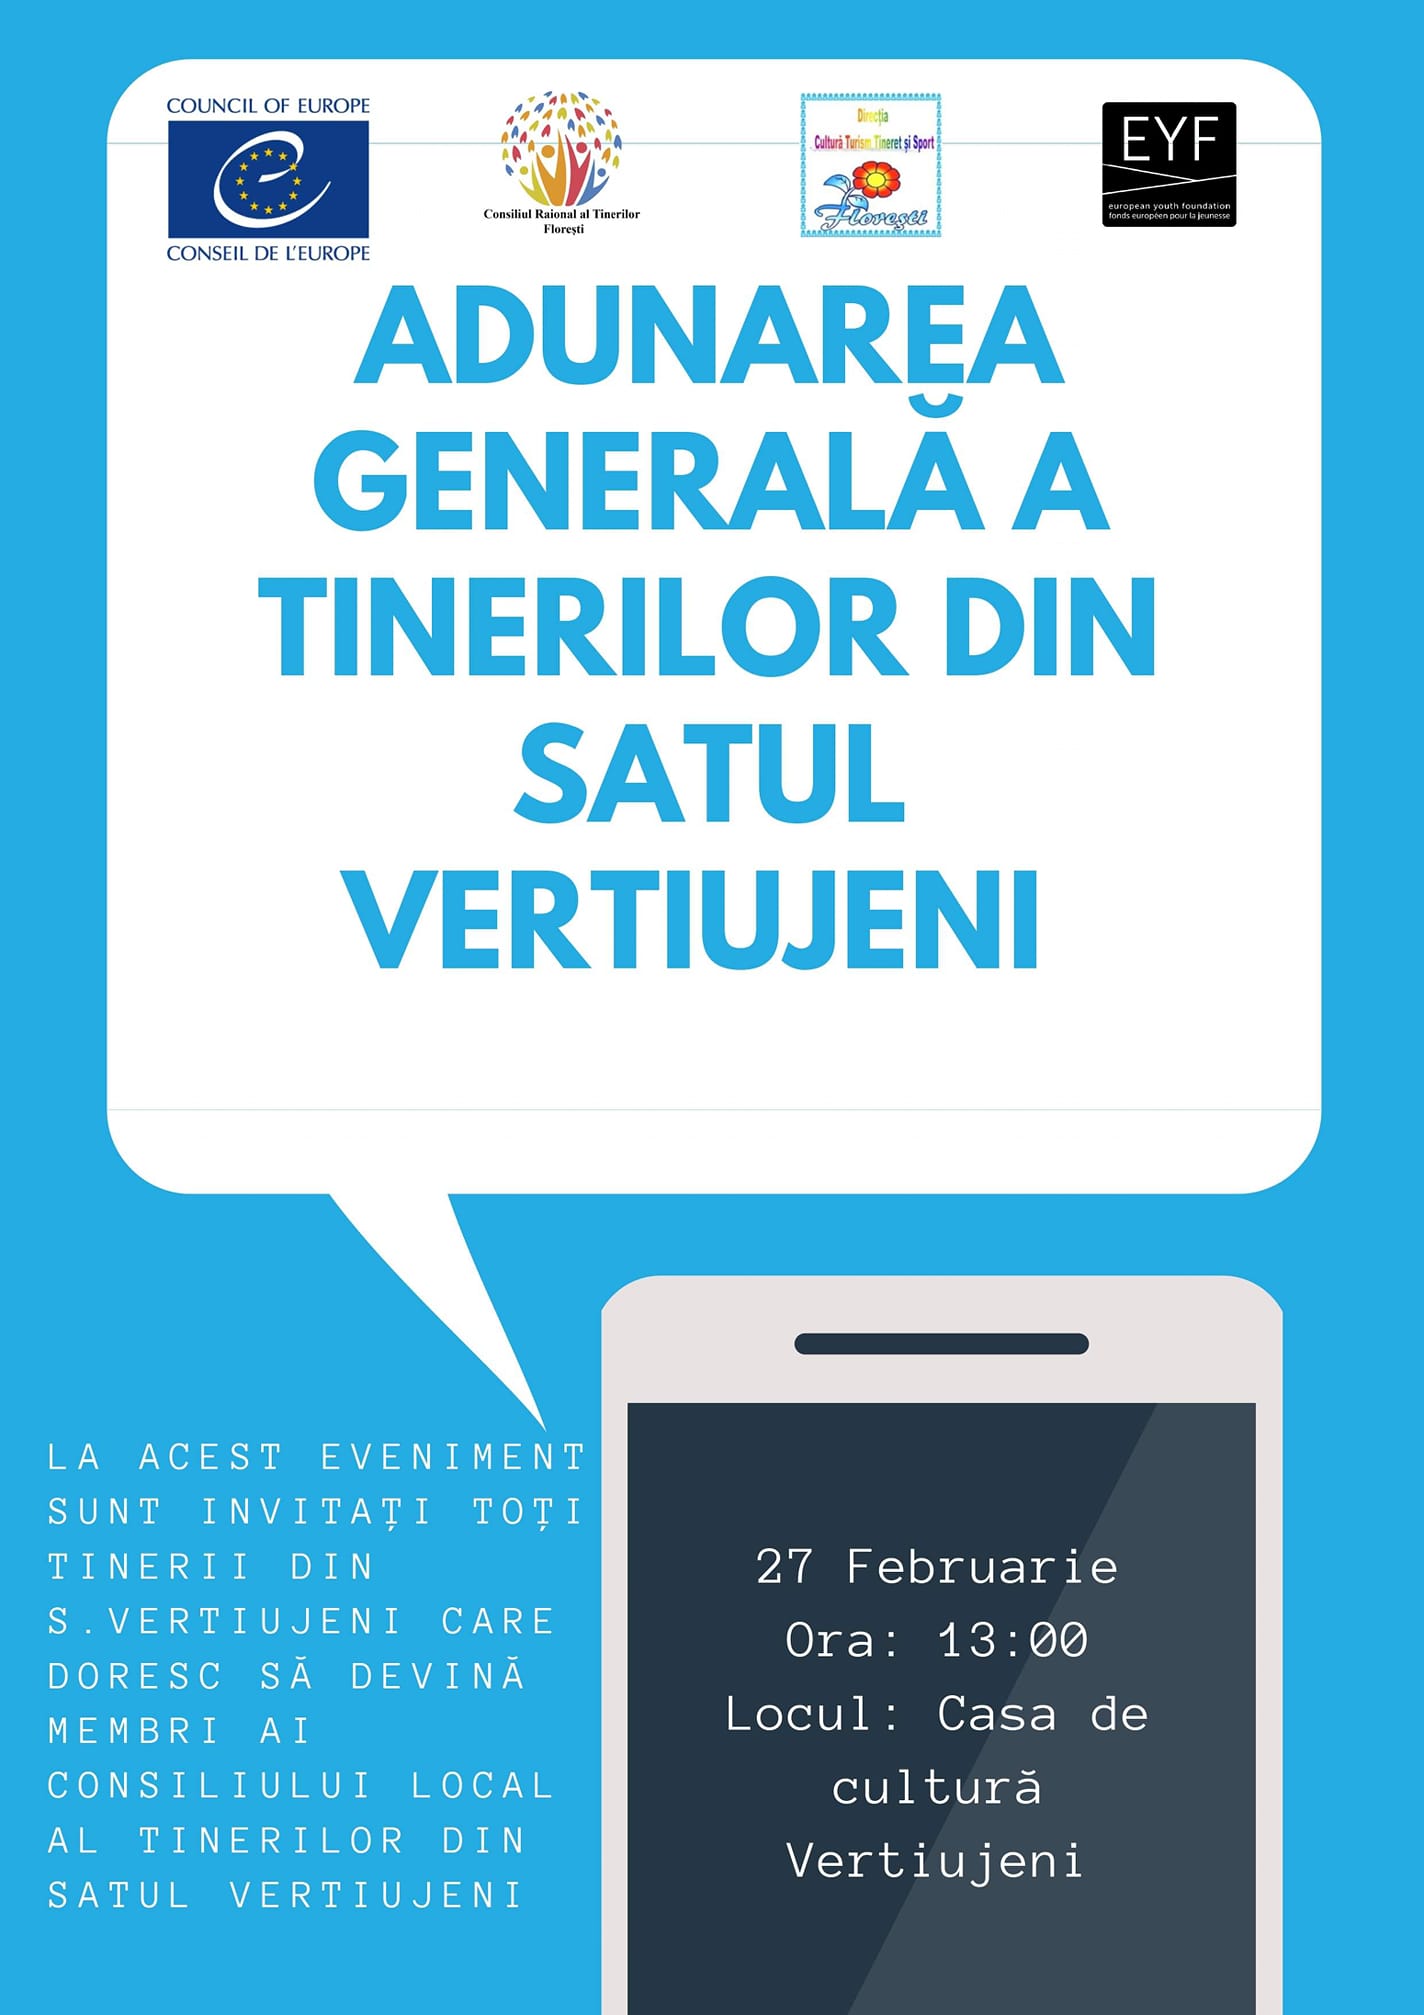 COUNCIL OF EUROPE
CONSEIL DE L'EUROPE
Consiliul Raional al Tinerilor
Florești
Direcția
Cultură Turism Tineret și Sport
Florești
EYF
european youth foundation
fonds européen pour la jeunesse
ADUNAREA
GENERALĂ A
TINERILOR DIN
SATUL
VERTIUJENI
LA ACEST EVENIMENT
SUNT INVITAȚI TOȚI
TINERII DIN
S.VERTIUJENI CARE
DORESC SĂ DEVINĂ
MEMBRI AI
CONSILIULUI LOCAL
AL TINERILOR DIN
SATUL VERTIUJENI
27 Februarie
Ora: 13:00
Locul: Casa de
cultură
Vertiujeni